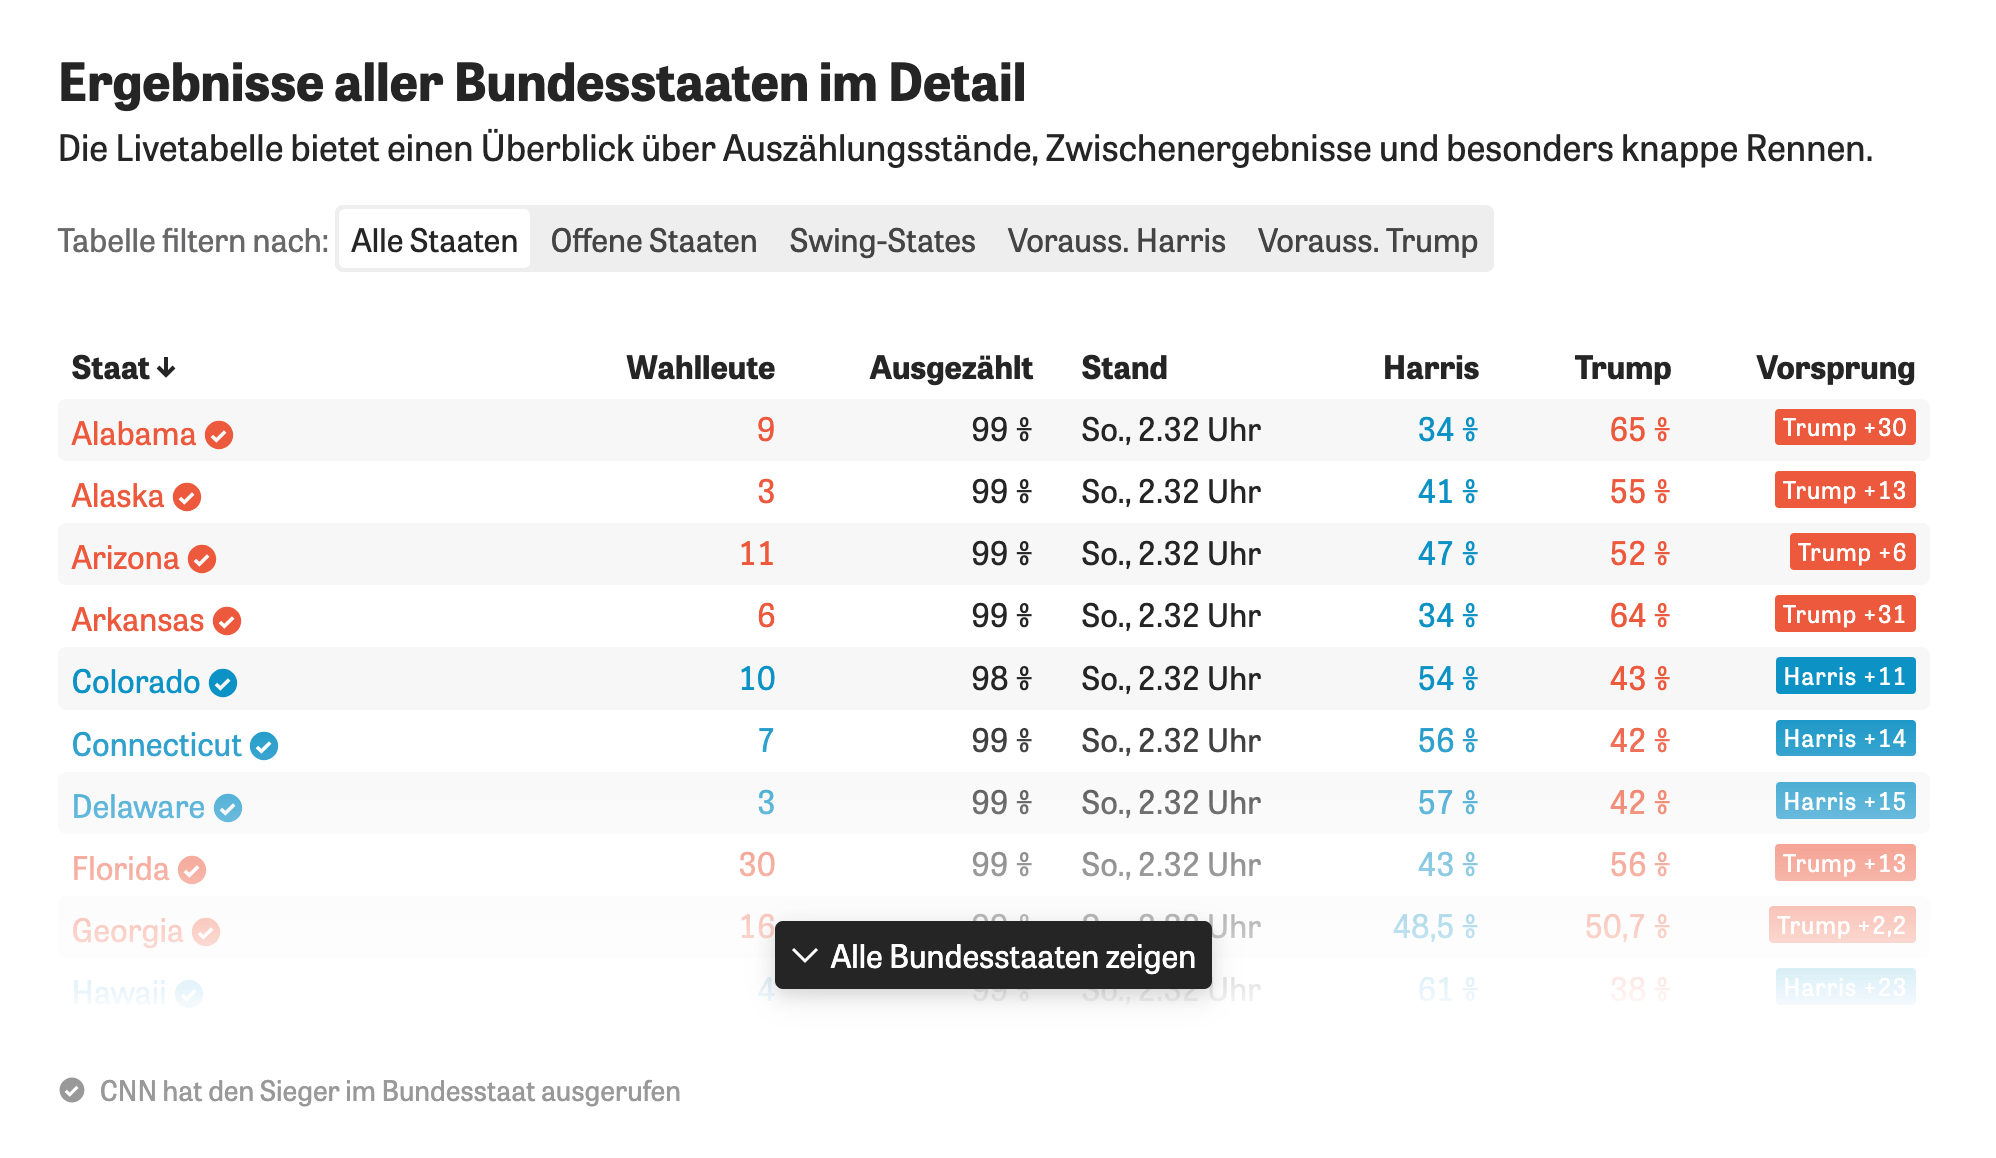 Ergebnisse aller Bundesstaaten im Detail
Die Livetabelle bietet einen Überblick über Auszählungsstände, Zwischenergebnisse und besonders knappe Rennen.
Tabelle filtern nach: Alle Staaten Offene Staaten Swing-States Vorauss. Harris Vorauss. Trump
Staat ↓ Wahlleute Ausgezählt Stand Harris Trump Vorsprung
Alabama 9 99 % So., 2.32 Uhr 34 % 65 % Trump +30
Alaska 3 99 % So., 2.32 Uhr 41 % 55 % Trump +13
Arizona 11 99 % So., 2.32 Uhr 47 % 52 % Trump +6
Arkansas 6 99 % So., 2.32 Uhr 34 % 64 % Trump +31
Colorado 10 98 % So., 2.32 Uhr 54 % 43 % Harris +11
Connecticut 7 99 % So., 2.32 Uhr 56 % 42 % Harris +14
Delaware 3 99 % So., 2.32 Uhr 57 % 42 % Harris +15
Florida 30 99 % So., 2.32 Uhr 43 % 56 % Trump +13
Georgia 16 Uhr 48,5 % 50,7 % Trump +2,2
Hawaii 4 99 % So., 2.32 Uhr 61 % 38 % Harris +23
Alle Bundesstaaten zeigen
CNN hat den Sieger im Bundesstaat ausgerufen